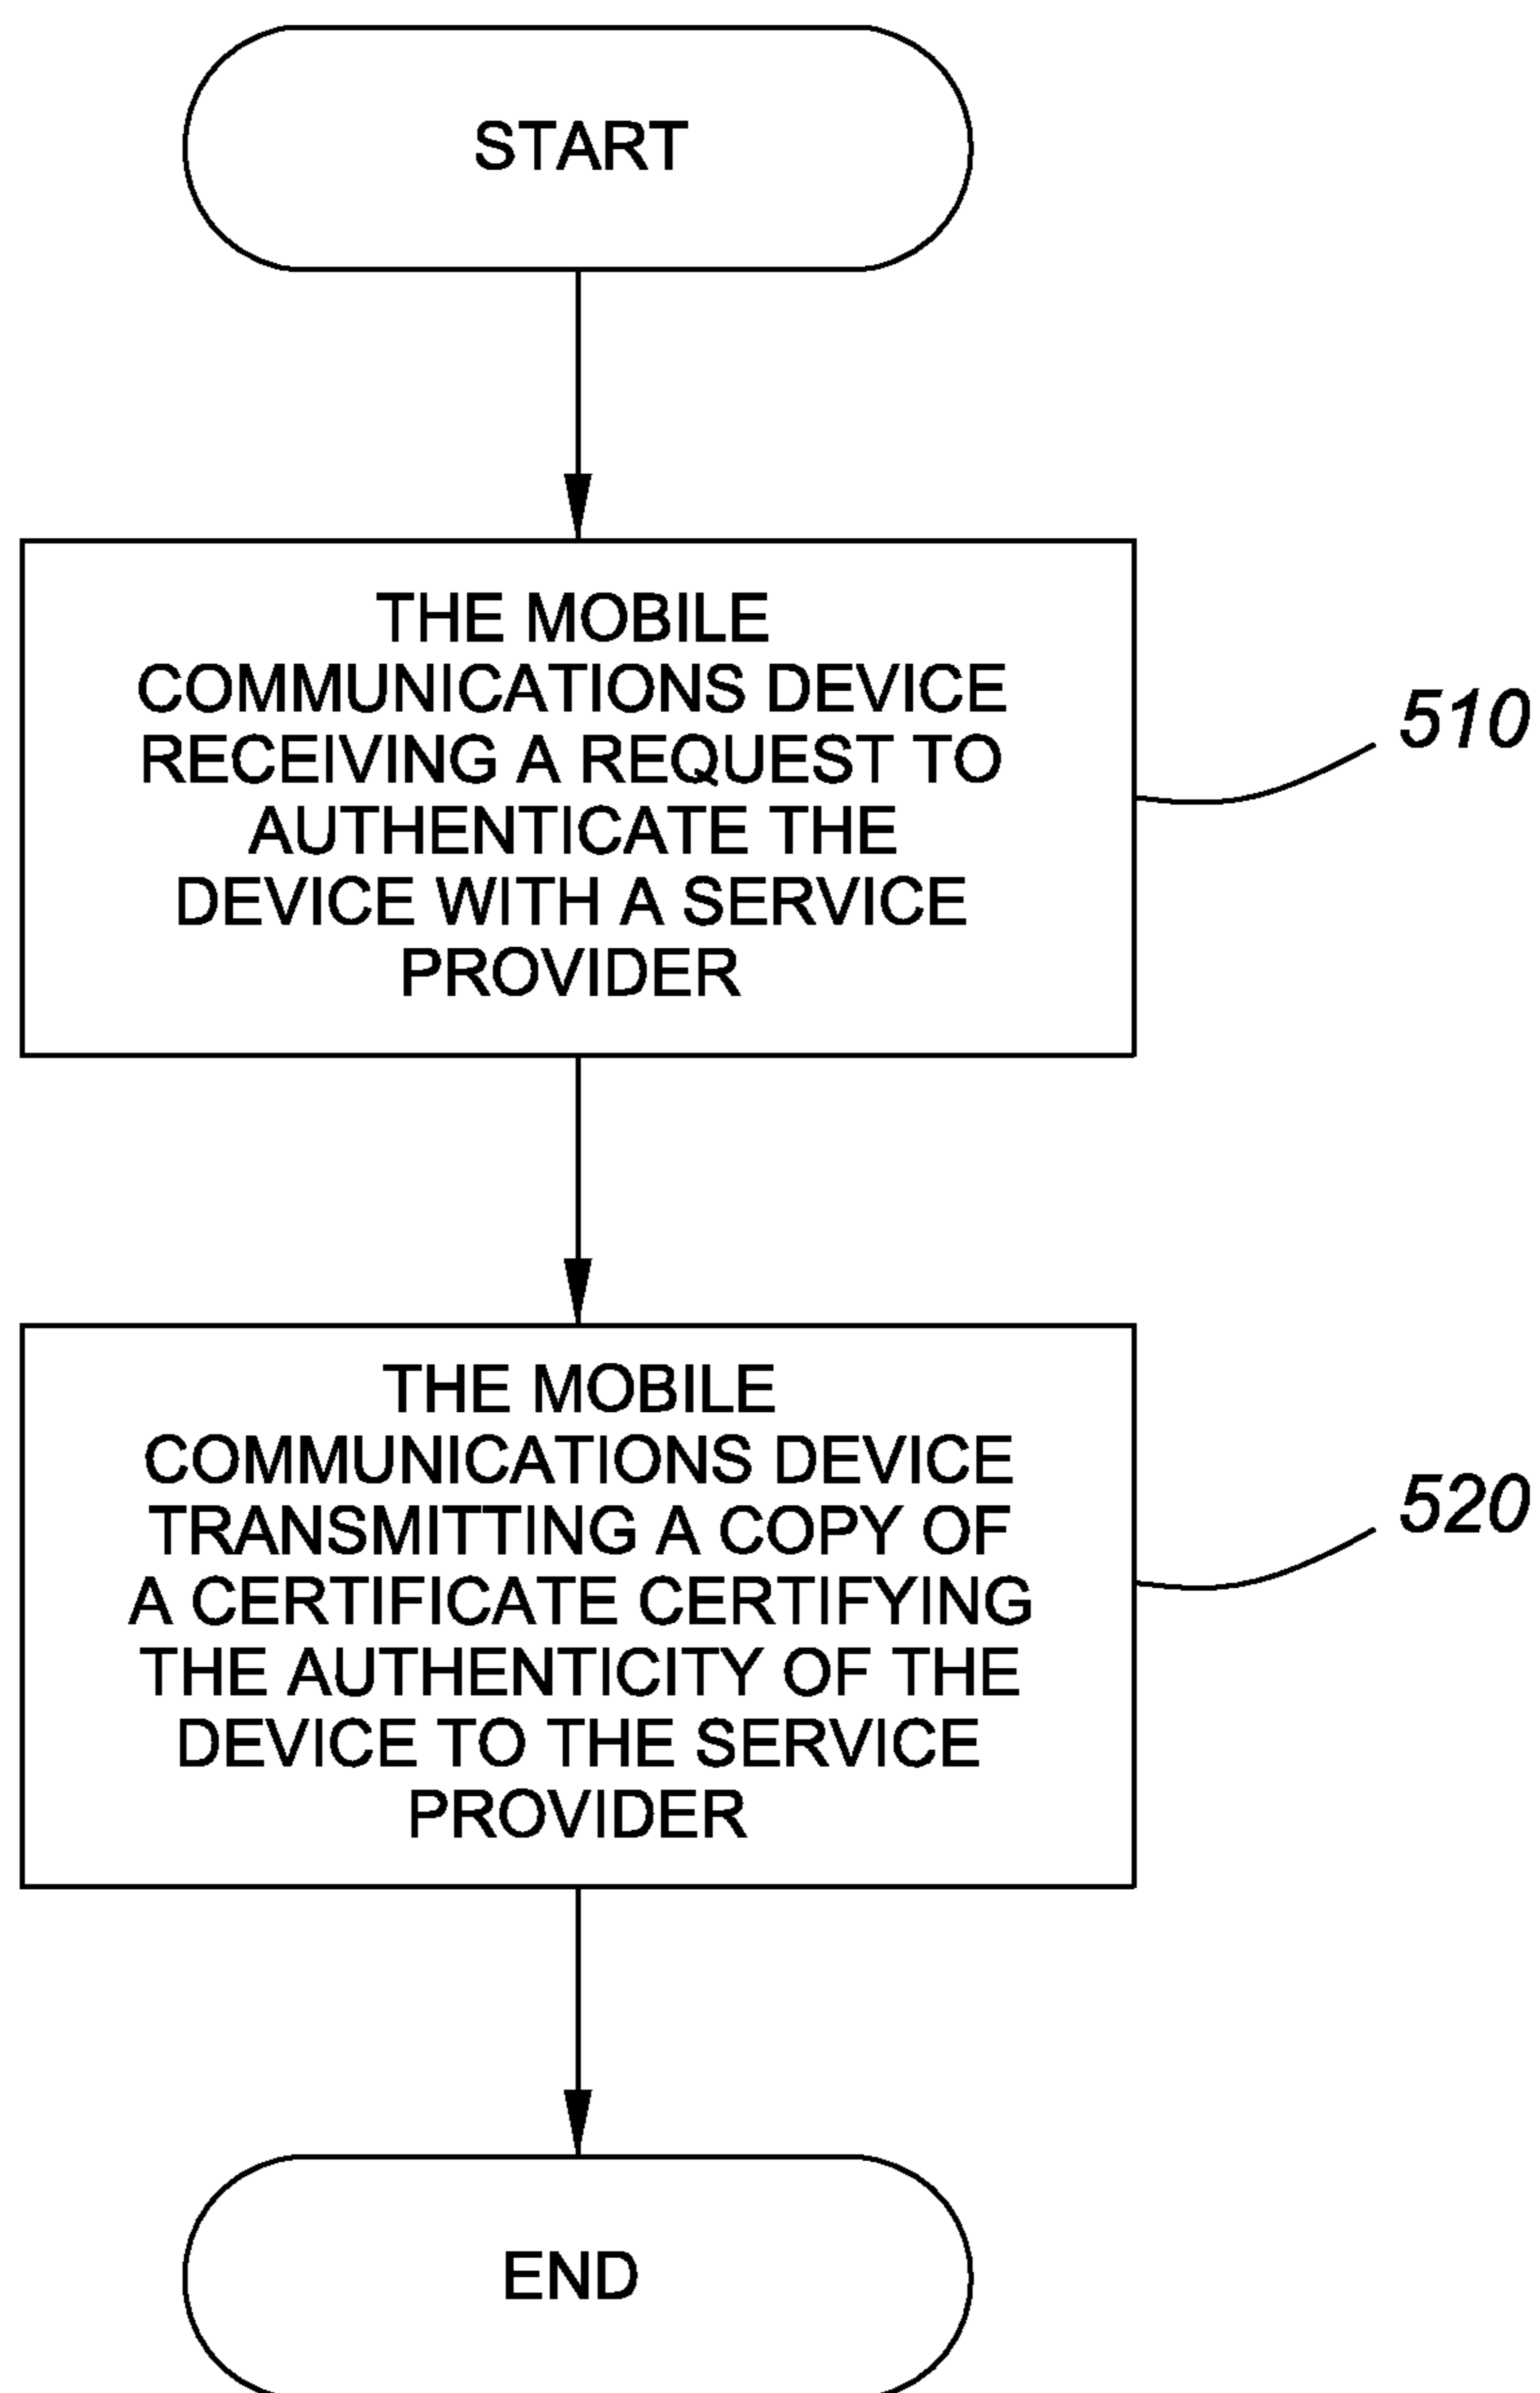 START
THE MOBILE
COMMUNICATIONS DEVICE
RECEIVING A REQUEST TO
AUTHENTICATE THE
DEVICE WITH A SERVICE
PROVIDER
510
THE MOBILE
COMMUNICATIONS DEVICE
TRANSMITTING A COPY OF
A CERTIFICATE CERTIFYING
THE AUTHENTICITY OF THE
DEVICE TO THE SERVICE
PROVIDER
520
END